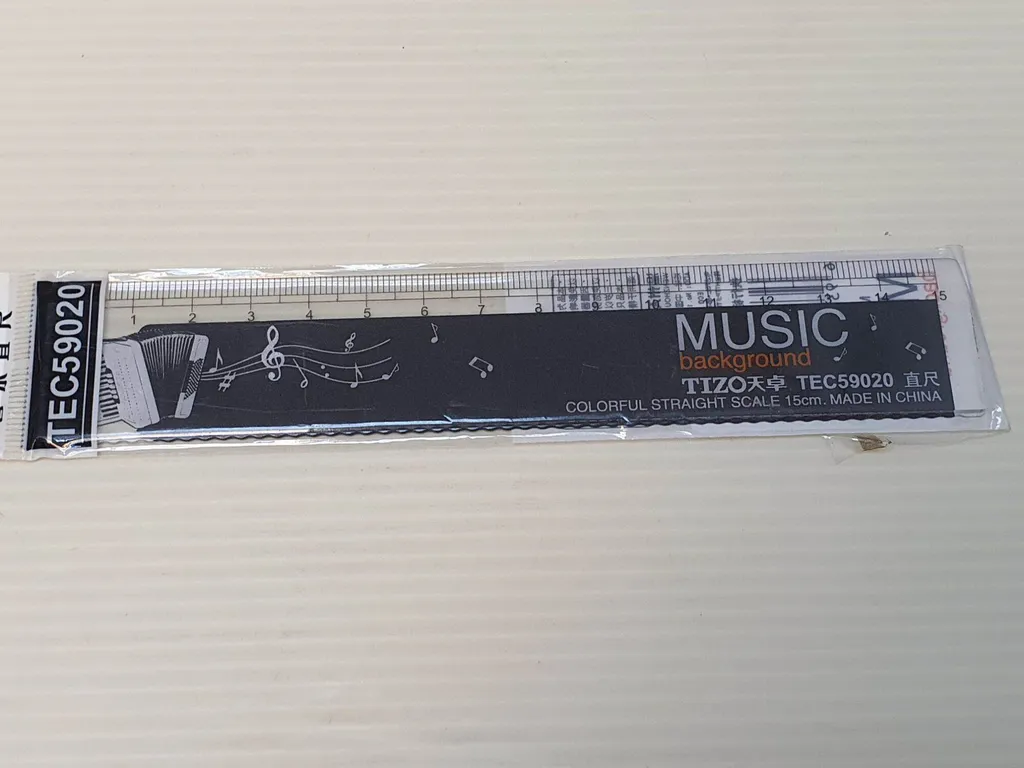 TEC59020
1 2 3 4 5 6 7 8 9 10 11 12 13 14 15
MUSIC
background
TIZO天卓 TEC59020 直尺
COLORFUL STRAIGHT SCALE 15cm. MADE IN CHINA